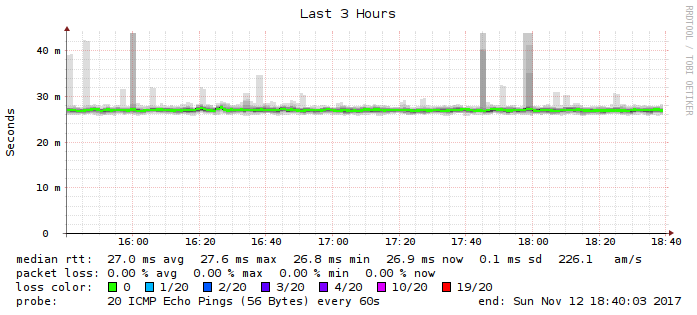 Last 3 Hours
RRDTOOL / TOBI OETIKER
Seconds
40 m
30 m
20 m
10 m
0
16:00 16:20 16:40 17:00 17:20 17:40 18:00 18:20 18:40
median rtt: 27.0 ms avg 27.6 ms max 26.8 ms min 26.9 ms now 0.1 ms sd 226.1 am/s
packet loss: 0.00 % avg 0.00 % max 0.00 % min 0.00 % now
loss color: 0 1/20 2/20 3/20 4/20 10/20 19/20
probe: 20 ICMP Echo Pings (56 Bytes) every 60s end: Sun Nov 12 18:40:03 2017